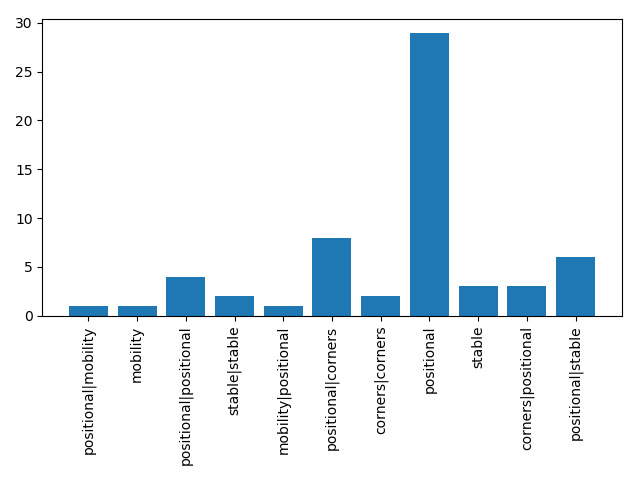 30
25
20
15
10
5
0
positional|mobility
mobility
positional|positional
stable|stable
mobility|positional
positional|corners
corners|corners
positional
stable
corners|positional
positional|stable